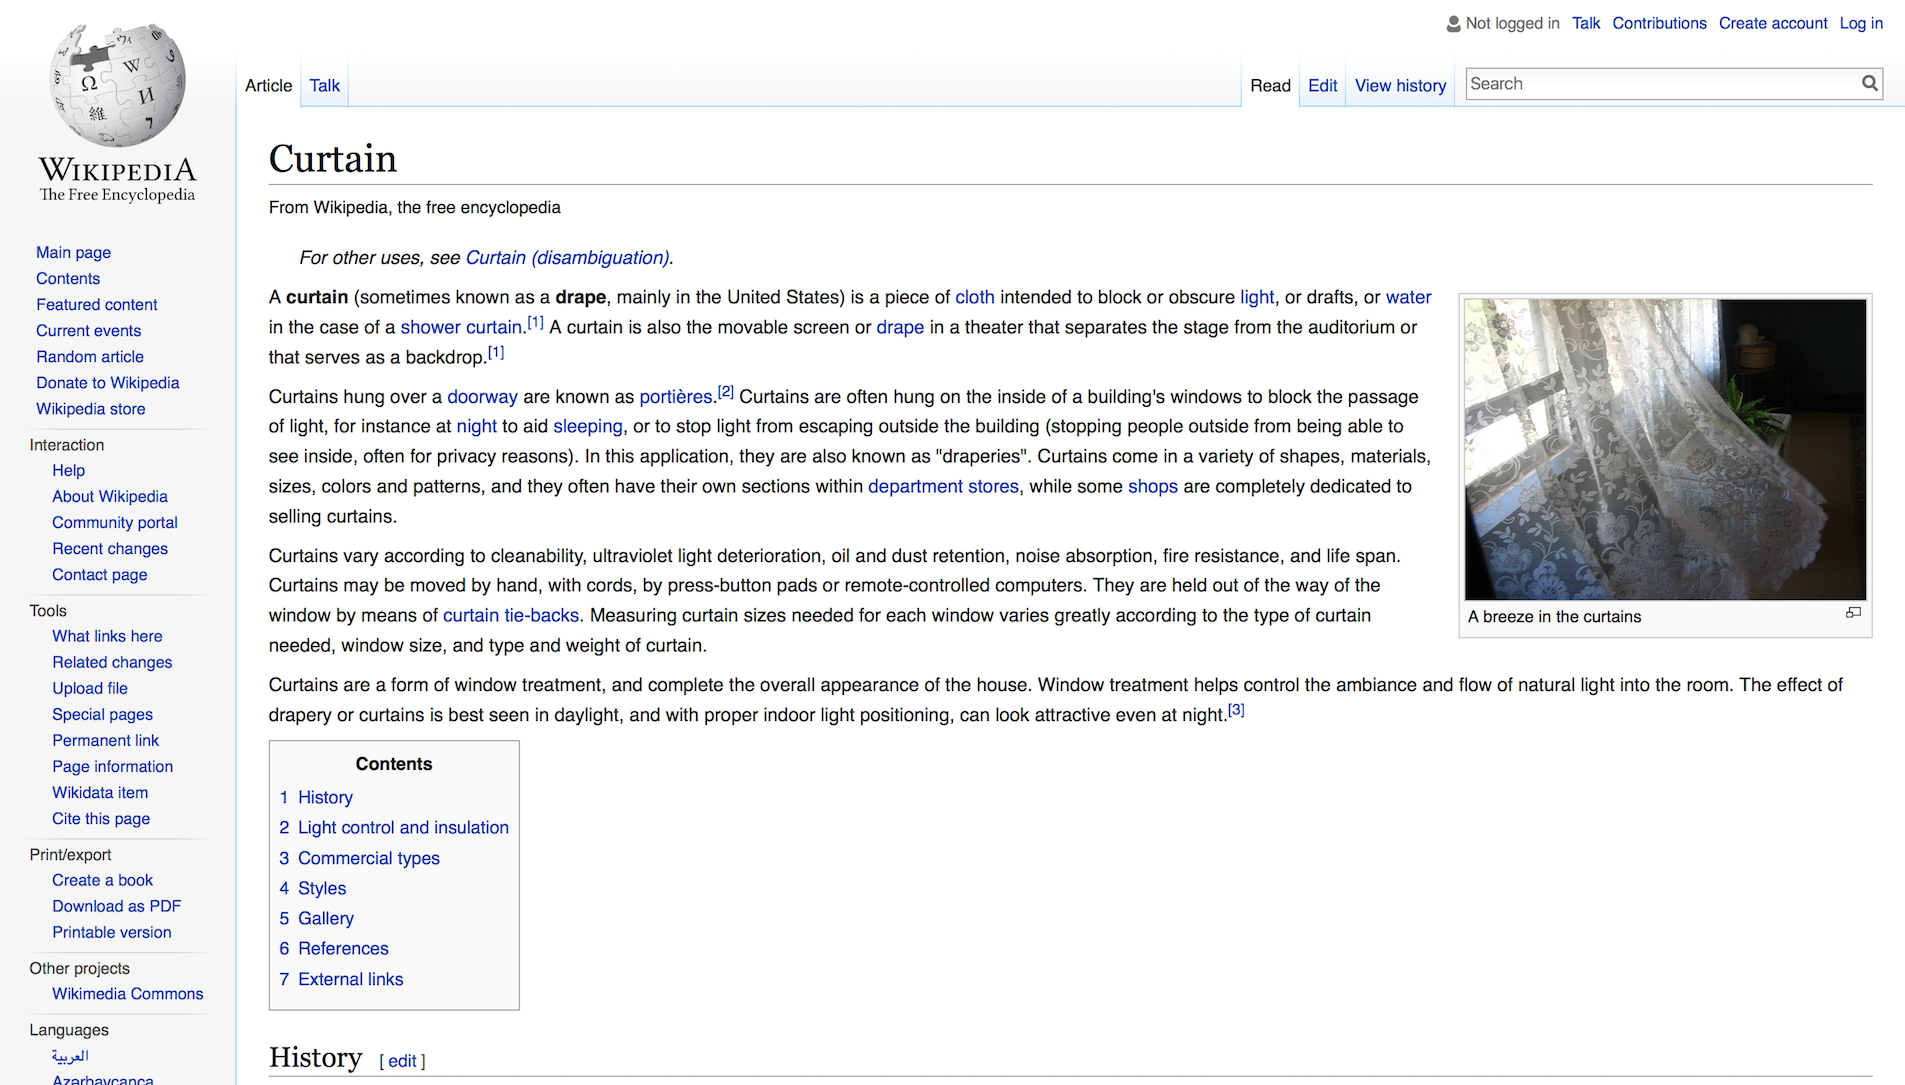 Not logged in Talk Contributions Create account Log in
Article Talk Read Edit View history Search
WIKIPEDIA
The Free Encyclopedia
Main page
Contents
Featured content
Current events
Random article
Donate to Wikipedia
Wikipedia store
Interaction
Help
About Wikipedia
Community portal
Recent changes
Contact page
Tools
What links here
Related changes
Upload file
Special pages
Permanent link
Page information
Wikidata item
Cite this page
Print/export
Create a book
Download as PDF
Printable version
Other projects
Wikimedia Commons
Languages
العربية
Azərbaycanca
Curtain
From Wikipedia, the free encyclopedia
For other uses, see Curtain (disambiguation).
A curtain (sometimes known as a drape, mainly in the United States) is a piece of cloth intended to block or obscure light, or drafts, or water
in the case of a shower curtain.[1] A curtain is also the movable screen or drape in a theater that separates the stage from the auditorium or
that serves as a backdrop.[1]
Curtains hung over a doorway are known as portières.[2] Curtains are often hung on the inside of a building's windows to block the passage
of light, for instance at night to aid sleeping, or to stop light from escaping outside the building (stopping people outside from being able to
see inside, often for privacy reasons). In this application, they are also known as "draperies". Curtains come in a variety of shapes, materials,
sizes, colors and patterns, and they often have their own sections within department stores, while some shops are completely dedicated to
selling curtains.
Curtains vary according to cleanability, ultraviolet light deterioration, oil and dust retention, noise absorption, fire resistance, and life span.
Curtains may be moved by hand, with cords, by press-button pads or remote-controlled computers. They are held out of the way of the
window by means of curtain tie-backs. Measuring curtain sizes needed for each window varies greatly according to the type of curtain
needed, window size, and type and weight of curtain.
A breeze in the curtains
Curtains are a form of window treatment, and complete the overall appearance of the house. Window treatment helps control the ambiance and flow of natural light into the room. The effect of
drapery or curtains is best seen in daylight, and with proper indoor light positioning, can look attractive even at night.[3]
Contents
1 History
2 Light control and insulation
3 Commercial types
4 Styles
5 Gallery
6 References
7 External links
History [ edit ]